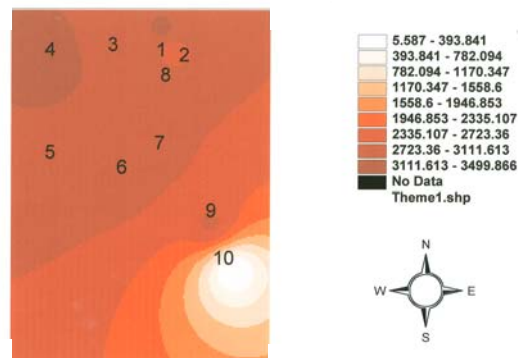 4 3 1 2
8
5 6 7
9
10
5.587 - 393.841
393.841 - 782.094
782.094 - 1170.347
1170.347 - 1558.6
1558.6 - 1946.853
1946.853 - 2335.107
2335.107 - 2723.36
2723.36 - 3111.613
3111.613 - 3499.866
No Data
Theme1.shp
N
W E
S